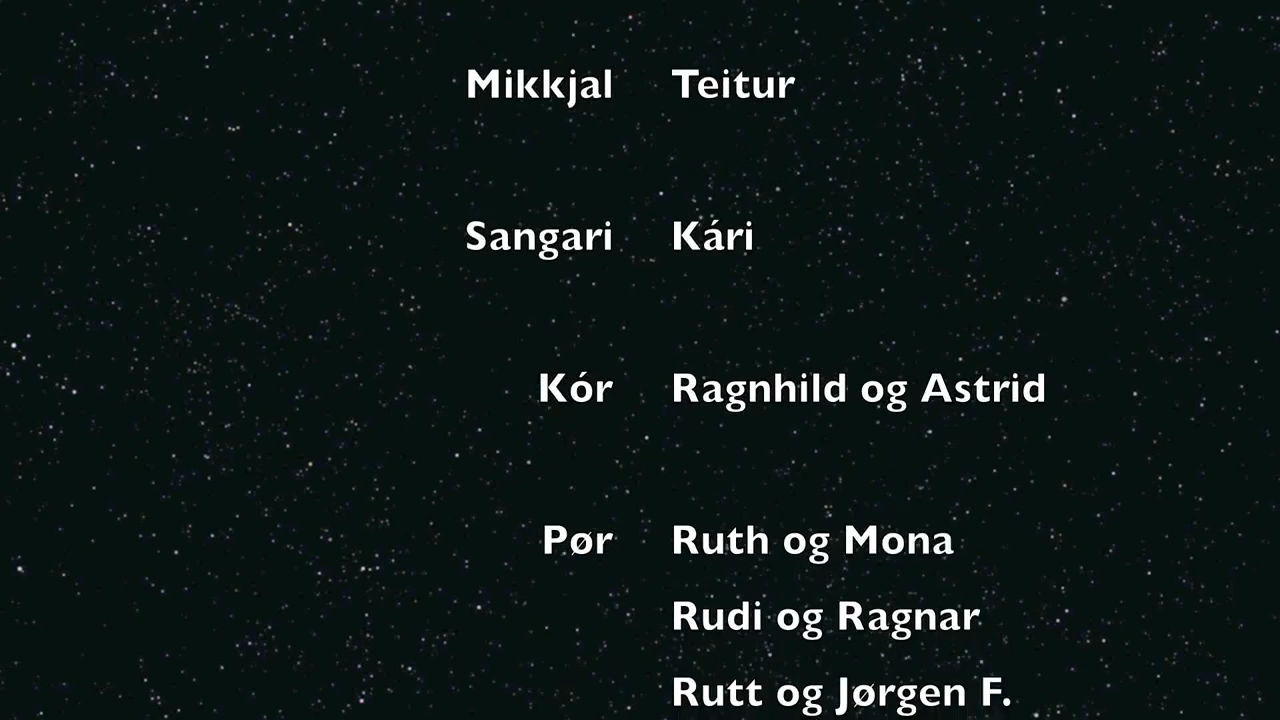 Mikkjal Teitur
Sangari Kári
Kór Ragnhild og Astrid
Pør Ruth og Mona
Rudi og Ragnar
Rutt og Jørgen F.